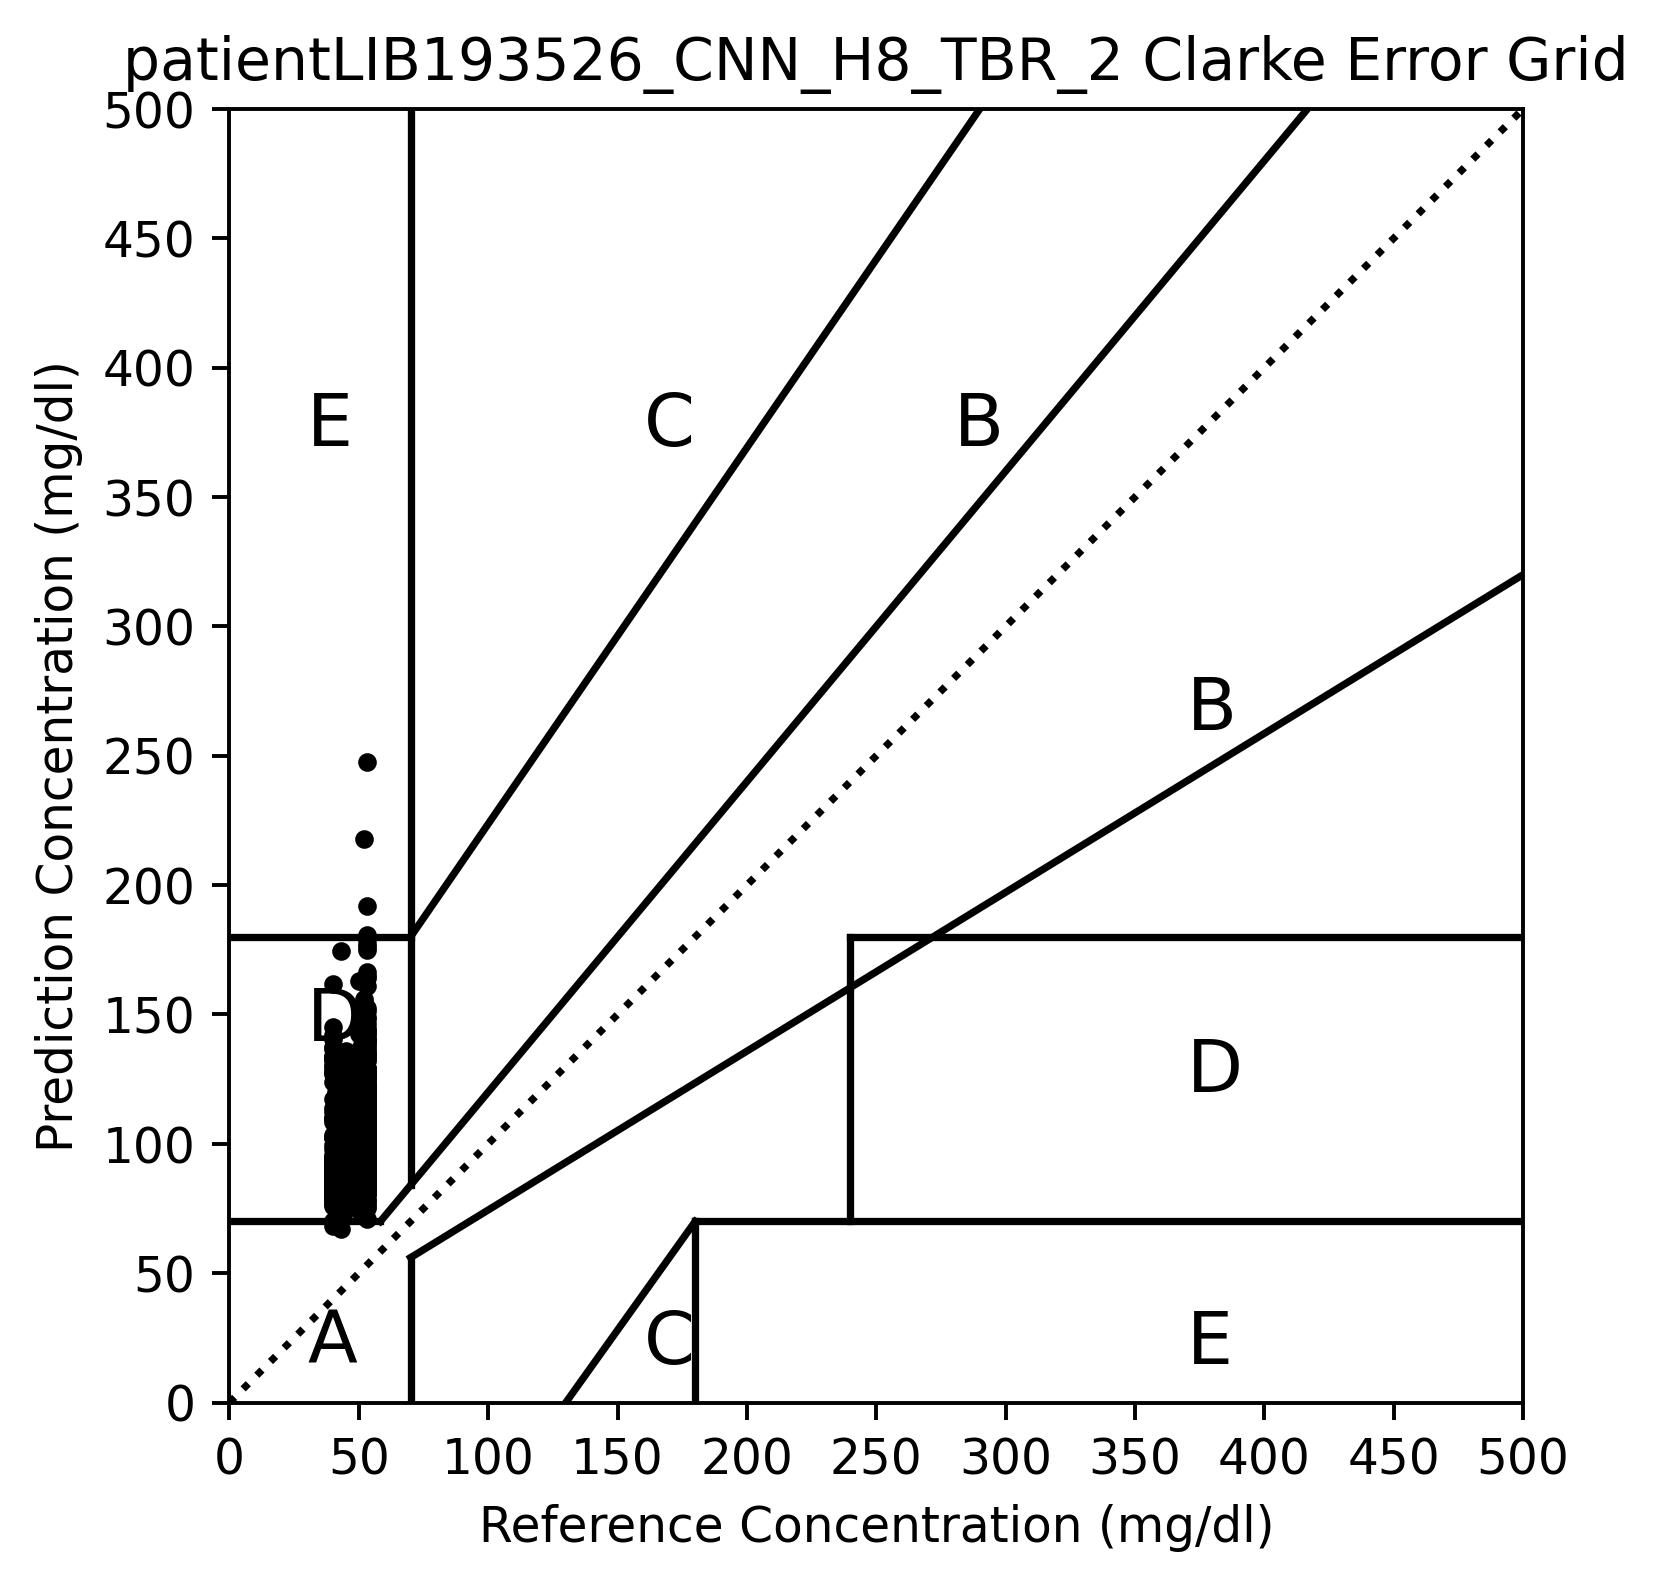 patientLIB193526_CNN_H8_TBR_2 Clarke Error Grid
500
450
400
350
300
250
200
150
100
50
0
Prediction Concentration (mg/dl)
E
C
B
B
D
D
A
C
E
0 50 100 150 200 250 300 350 400 450 500
Reference Concentration (mg/dl)